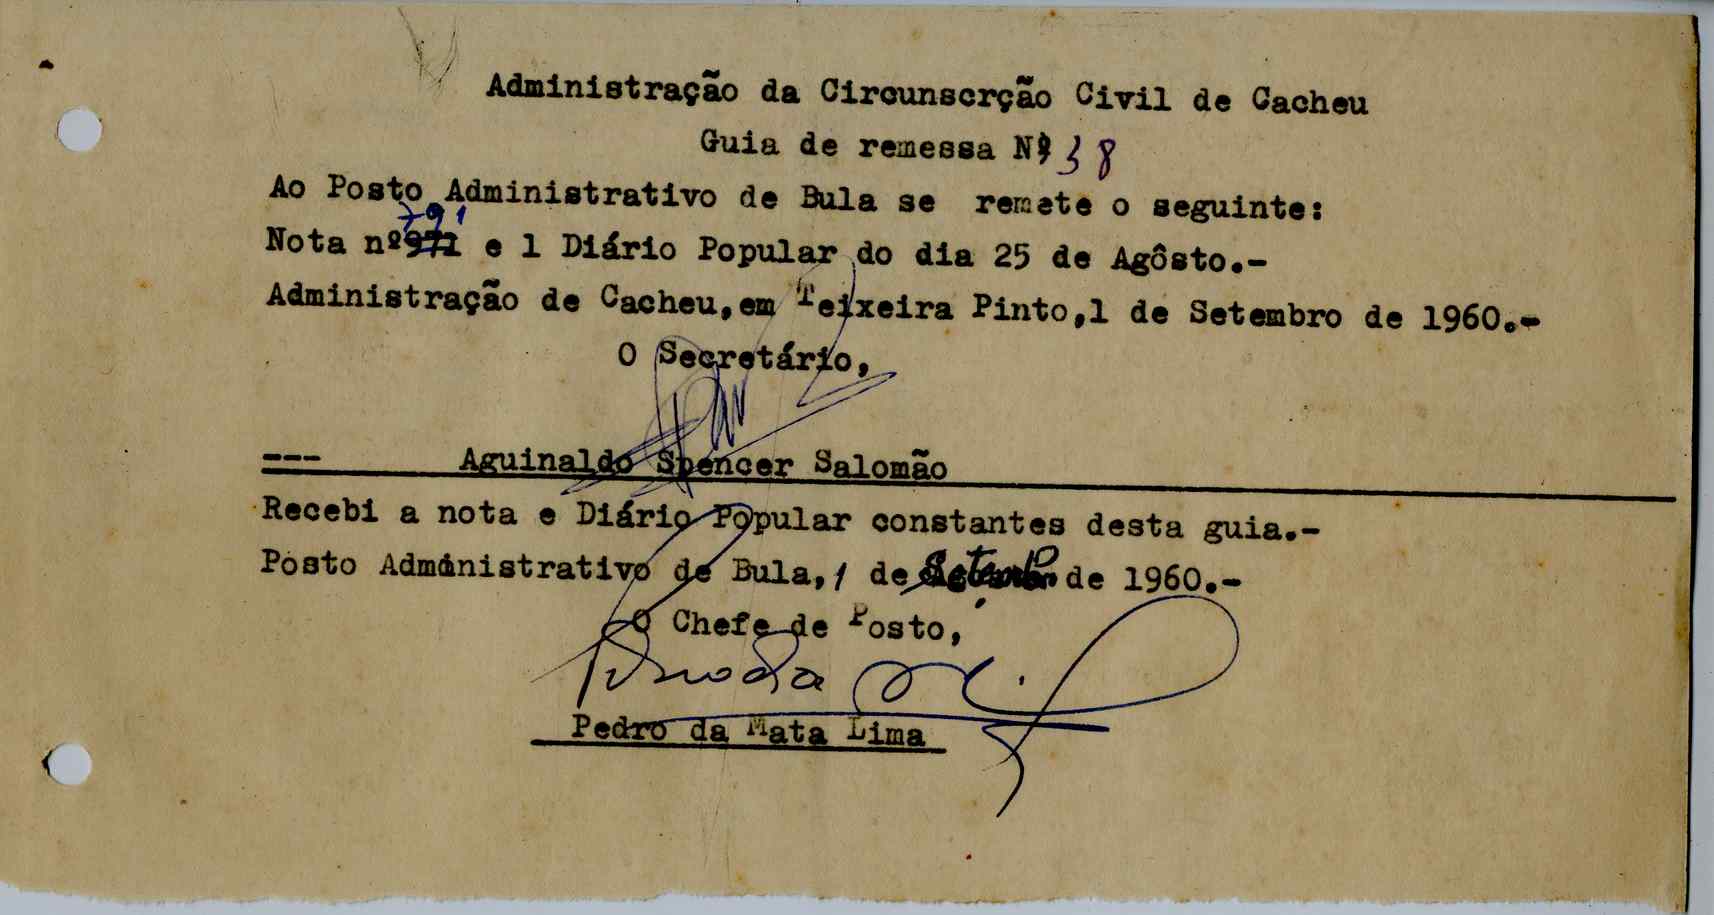 Administração da Circunscrção Civil de Cacheu
Guia de remessa Nº 38
Ao Posto Administrativo de Bula se remete o seguinte:
791
Nota nº971 e 1 Diário Popular do dia 25 de Agôsto.-
Administração de Cacheu,em Teixeira Pinto,1 de Setembro de 1960.-
O Secretário,
--- Aguinaldo Spencer Salomão
Recebi a nota e Diário Popular constantes desta guia.-
Posto Administrativo de Bula,1 de Setembro de 1960.-
O Chefe de Posto,
Pedro da Mata Lima